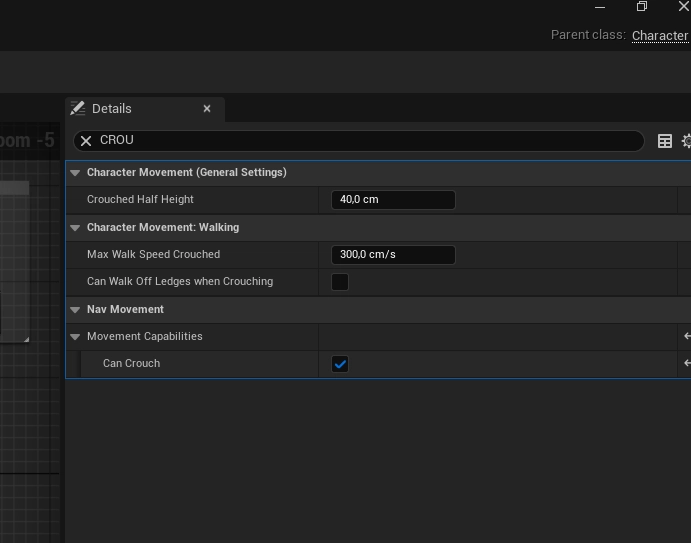 Parent class: Character
Details
oom -5
CROU
Character Movement (General Settings)
Crouched Half Height 40,0 cm
Character Movement: Walking
Max Walk Speed Crouched 300,0 cm/s
Can Walk Off Ledges when Crouching
Nav Movement
Movement Capabilities
Can Crouch